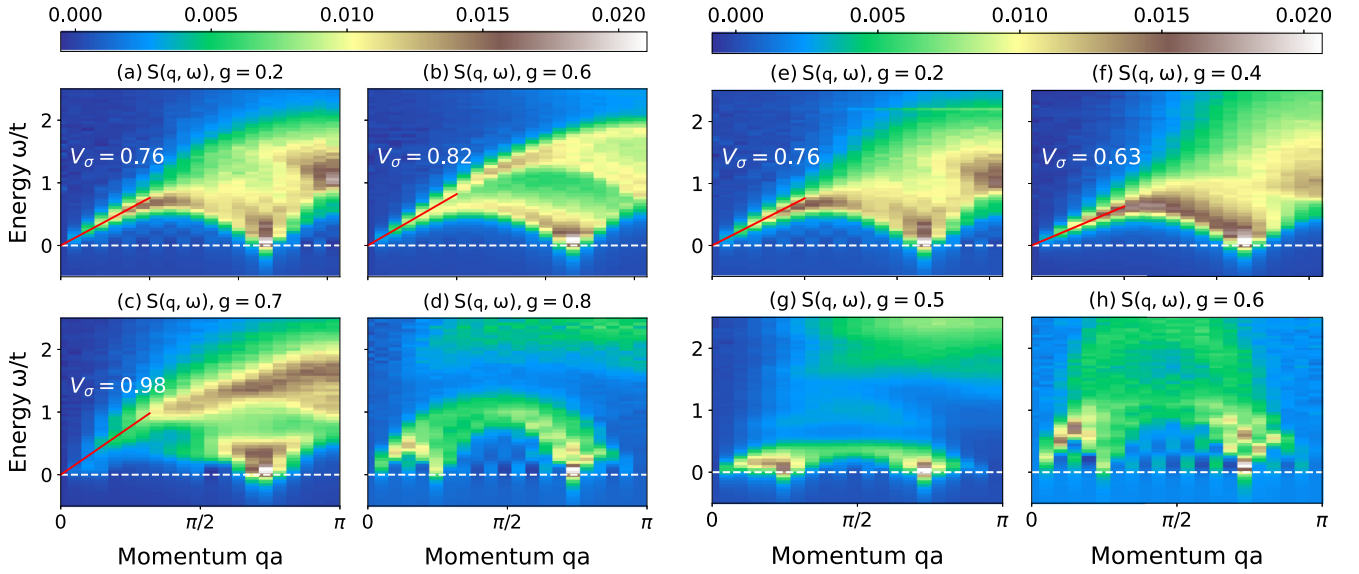 0.000 0.005 0.010 0.015 0.020
0.000 0.005 0.010 0.015 0.020
(a) S(q, ω), g = 0.2
(b) S(q, ω), g = 0.6
(e) S(q, ω), g = 0.2
(f) S(q, ω), g = 0.4
Energy ω/t
2
1
0
Vσ = 0.76
Vσ = 0.82
2
1
0
Vσ = 0.76
Vσ = 0.63
(c) S(q, ω), g = 0.7
(d) S(q, ω), g = 0.8
(g) S(q, ω), g = 0.5
(h) S(q, ω), g = 0.6
Energy ω/t
2
1
0
Vσ = 0.98
2
1
0
0 π/2 π
0 π/2 π
0 π/2 π
0 π/2 π
Momentum qa
Momentum qa
Momentum qa
Momentum qa